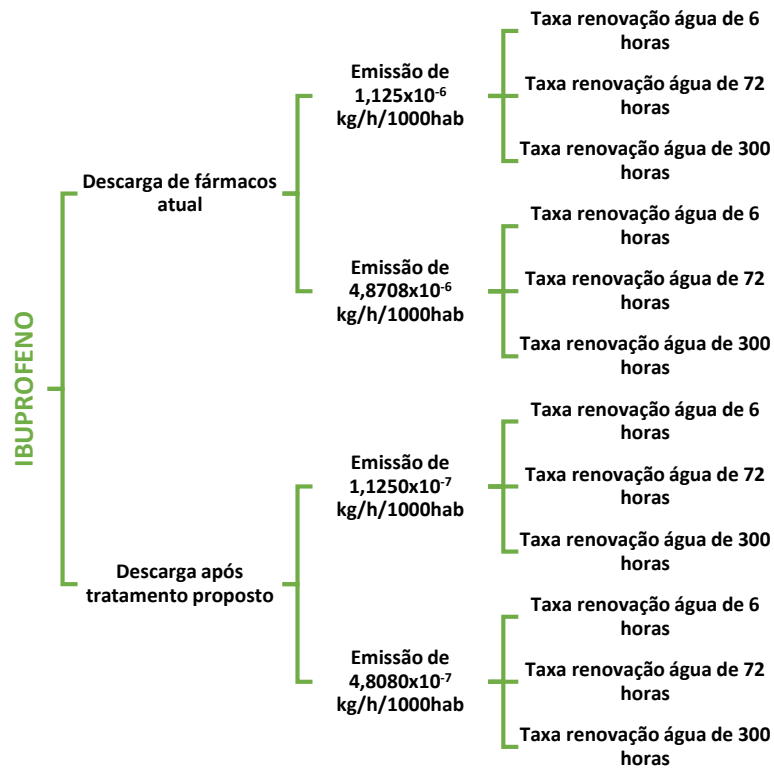 IBUPROFENO
Descarga de fármacos
atual
Emissão de
1,125x10⁻⁶
kg/h/1000hab
Taxa renovação água de 6
horas
Taxa renovação água de 72
horas
Taxa renovação água de 300
horas
Emissão de
4,8708x10⁻⁶
kg/h/1000hab
Taxa renovação água de 6
horas
Taxa renovação água de 72
horas
Taxa renovação água de 300
horas
Descarga após
tratamento proposto
Emissão de
1,1250x10⁻⁷
kg/h/1000hab
Taxa renovação água de 6
horas
Taxa renovação água de 72
horas
Taxa renovação água de 300
horas
Emissão de
4,8080x10⁻⁷
kg/h/1000hab
Taxa renovação água de 6
horas
Taxa renovação água de 72
horas
Taxa renovação água de 300
horas